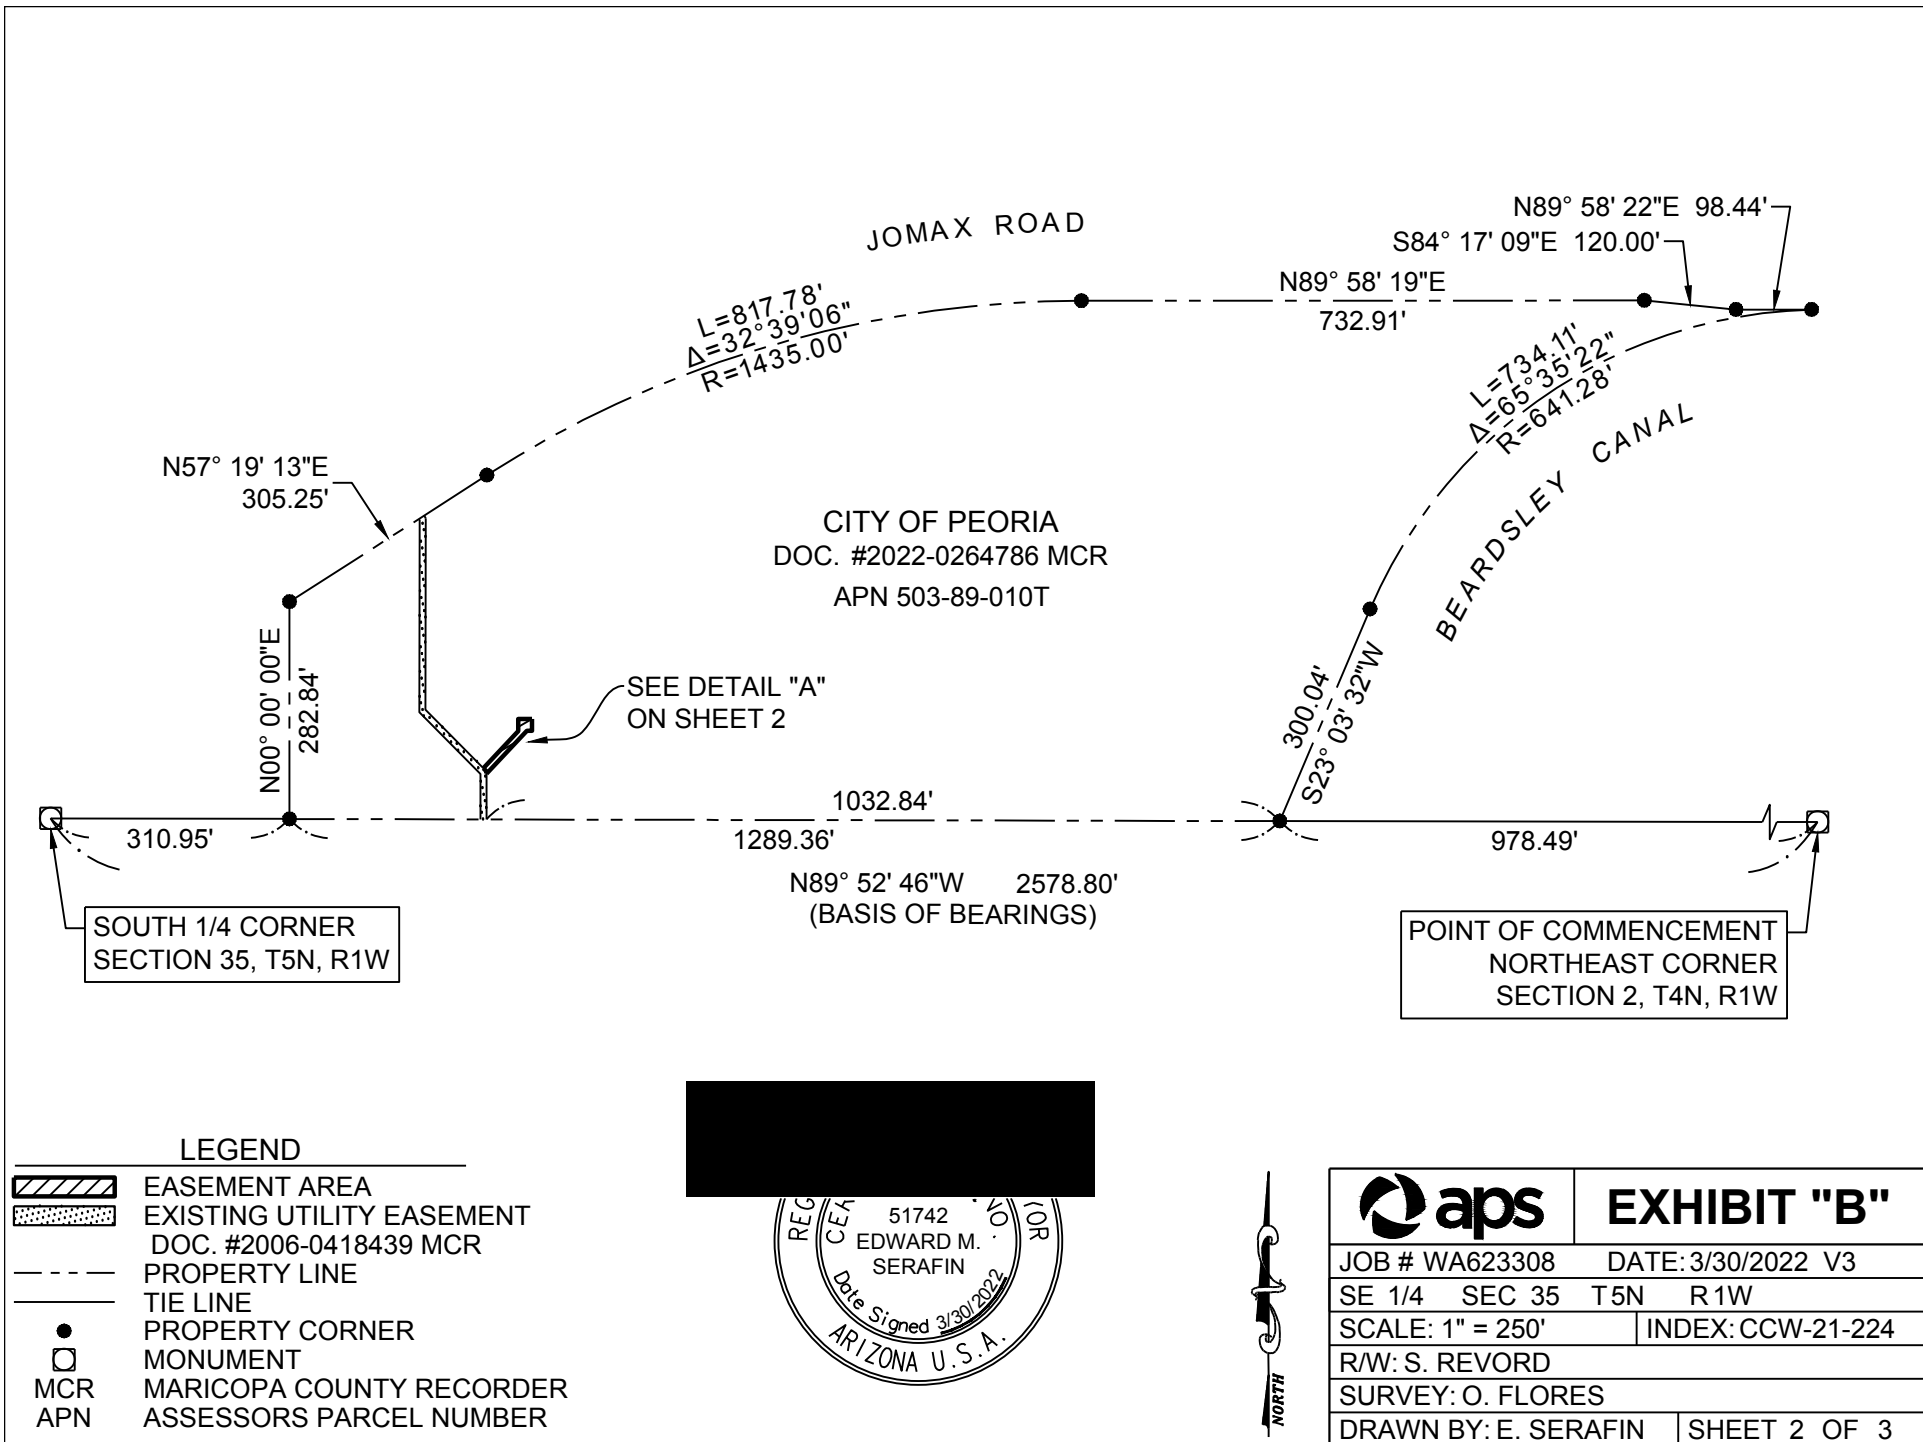 JOMAX ROAD
N89° 58' 22"E 98.44'
S84° 17' 09"E 120.00'
N89° 58' 19"E
732.91'
L=817.78'
Δ=32°39'06"
R=1435.00'
L=734.11'
Δ=65°35'22"
R=641.28'
BEARDSLEY CANAL
N57° 19' 13"E
305.25'
CITY OF PEORIA
DOC. #2022-0264786 MCR
APN 503-89-010T
N00° 00' 00"E
282.84'
SEE DETAIL "A"
ON SHEET 2
300.04'
S23° 03' 32"W
310.95'
1032.84'
1289.36'
978.49'
N89° 52' 46"W 2578.80'
(BASIS OF BEARINGS)
SOUTH 1/4 CORNER
SECTION 35, T5N, R1W
POINT OF COMMENCEMENT
NORTHEAST CORNER
SECTION 2, T4N, R1W
LEGEND
EASEMENT AREA
EXISTING UTILITY EASEMENT
DOC. #2006-0418439 MCR
PROPERTY LINE
TIE LINE
PROPERTY CORNER
MONUMENT
MCR MARICOPA COUNTY RECORDER
APN ASSESSORS PARCEL NUMBER
NO.
51742
EDWARD M.
SERAFIN
Date Signed 3/30/2022
ARIZONA U.S.A.
NORTH
aps
EXHIBIT "B"
JOB # WA623308 DATE: 3/30/2022 V3
SE 1/4 SEC 35 T5N R1W
SCALE: 1" = 250' INDEX: CCW-21-224
R/W: S. REVORD
SURVEY: O. FLORES
DRAWN BY: E. SERAFIN SHEET 2 OF 3